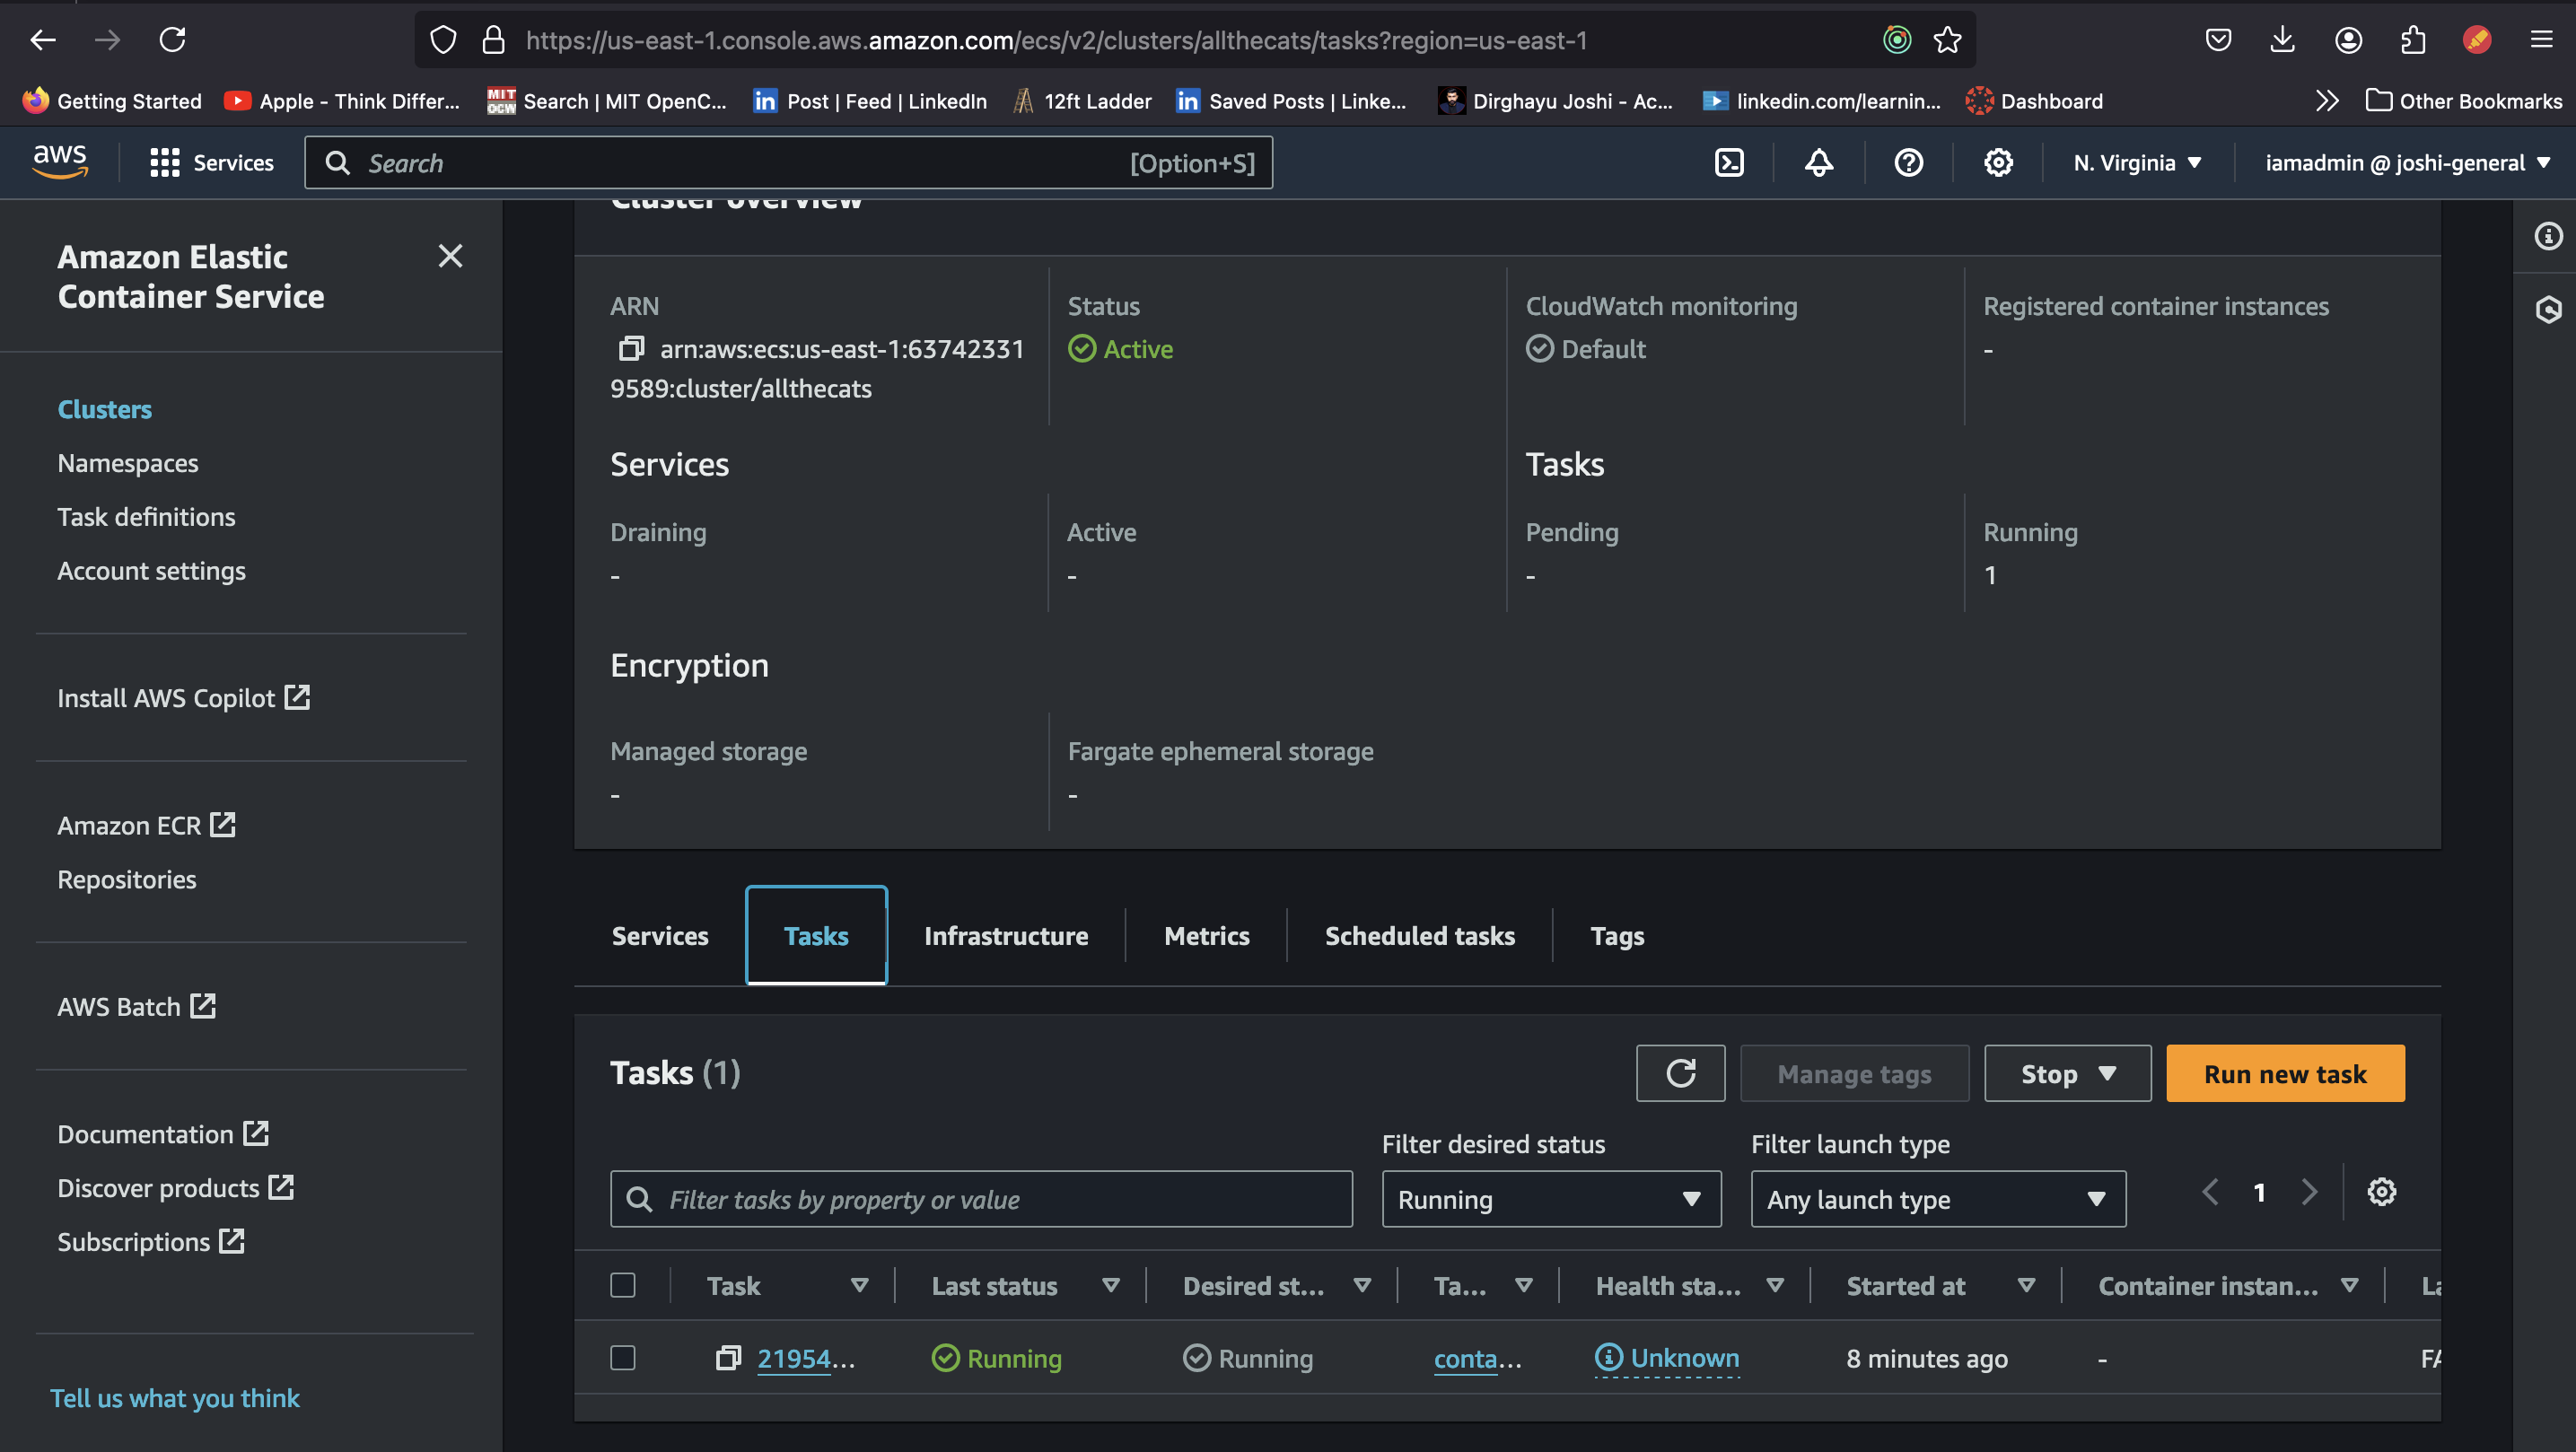 https://us-east-1.console.aws.amazon.com/ecs/v2/clusters/allthecats/tasks?region=us-east-1
Getting Started
Apple - Think Differ...
MIT OCW
Search | MIT OpenC...
Post | Feed | LinkedIn
12ft Ladder
Saved Posts | Linke...
Dirghayu Joshi - Ac...
linkedin.com/learnin...
Dashboard
Other Bookmarks
aws
Services
Search
[Option+S]
N. Virginia
iamadmin @ joshi-general
Amazon Elastic
Container Service
Clusters
Namespaces
Task definitions
Account settings
Install AWS Copilot
Amazon ECR
Repositories
AWS Batch
Documentation
Discover products
Subscriptions
Tell us what you think
Cluster overview
ARN
arn:aws:ecs:us-east-1:63742331
9589:cluster/allthecats
Status
Active
CloudWatch monitoring
Default
Registered container instances
-
Services
Tasks
Draining
-
Active
-
Pending
-
Running
1
Encryption
Managed storage
-
Fargate ephemeral storage
-
Services
Tasks
Infrastructure
Metrics
Scheduled tasks
Tags
Tasks (1)
Manage tags
Stop
Run new task
Filter desired status
Filter launch type
Filter tasks by property or value
Running
Any launch type
1
Task
Last status
Desired st...
Ta...
Health sta...
Started at
Container instan...
La
21954...
Running
Running
conta...
Unknown
8 minutes ago
-
FA